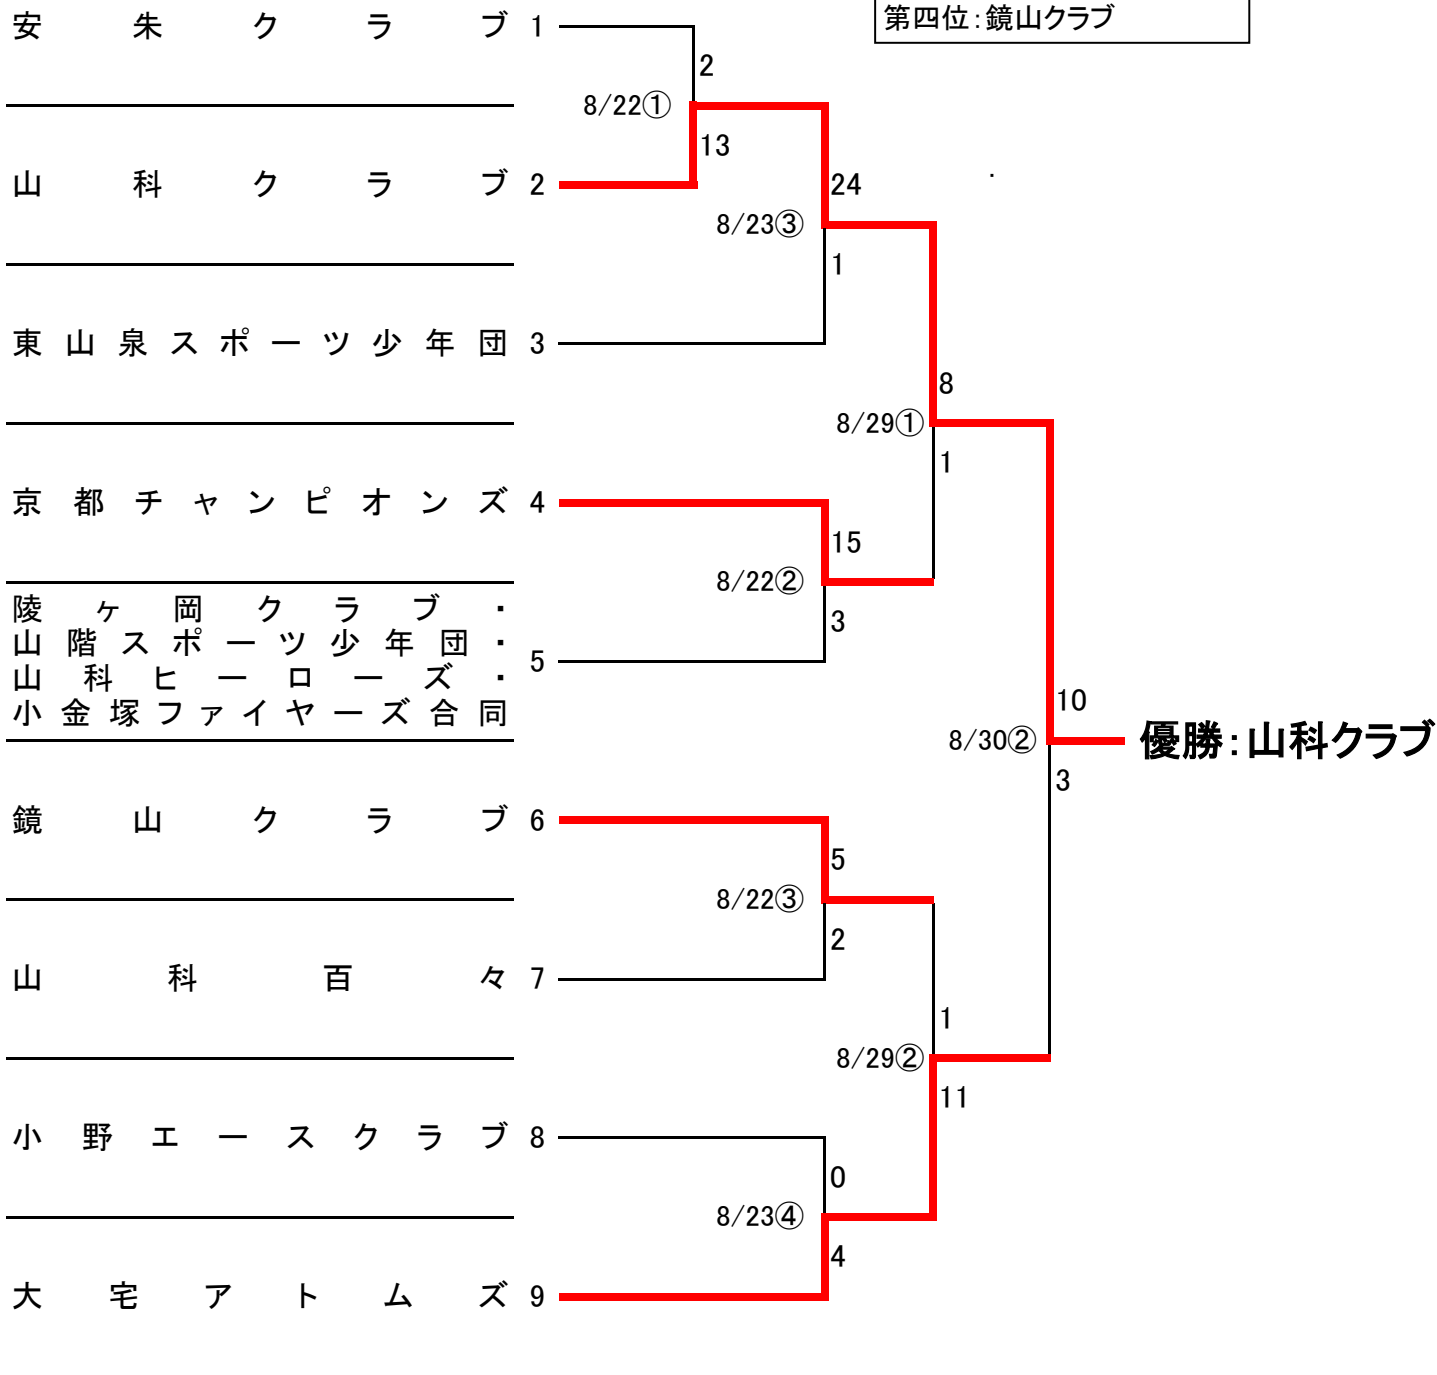 第四位：鏡山クラブ
安朱クラブ 1
2
8/22①
13
山科クラブ 2
24
8/23③
1
東山泉スポーツ少年団 3
8
8/29①
1
京都チャンピオンズ 4
15
8/22②
3
陵ヶ岡クラブ・
山階スポーツ少年団・
山科ヒーローズ・
小金塚ファイヤーズ合同
5
10
8/30②
優勝：山科クラブ
3
鏡山クラブ 6
5
8/22③
2
山科百々 7
1
8/29②
11
小野エースクラブ 8
0
8/23④
4
大宅アトムズ 9